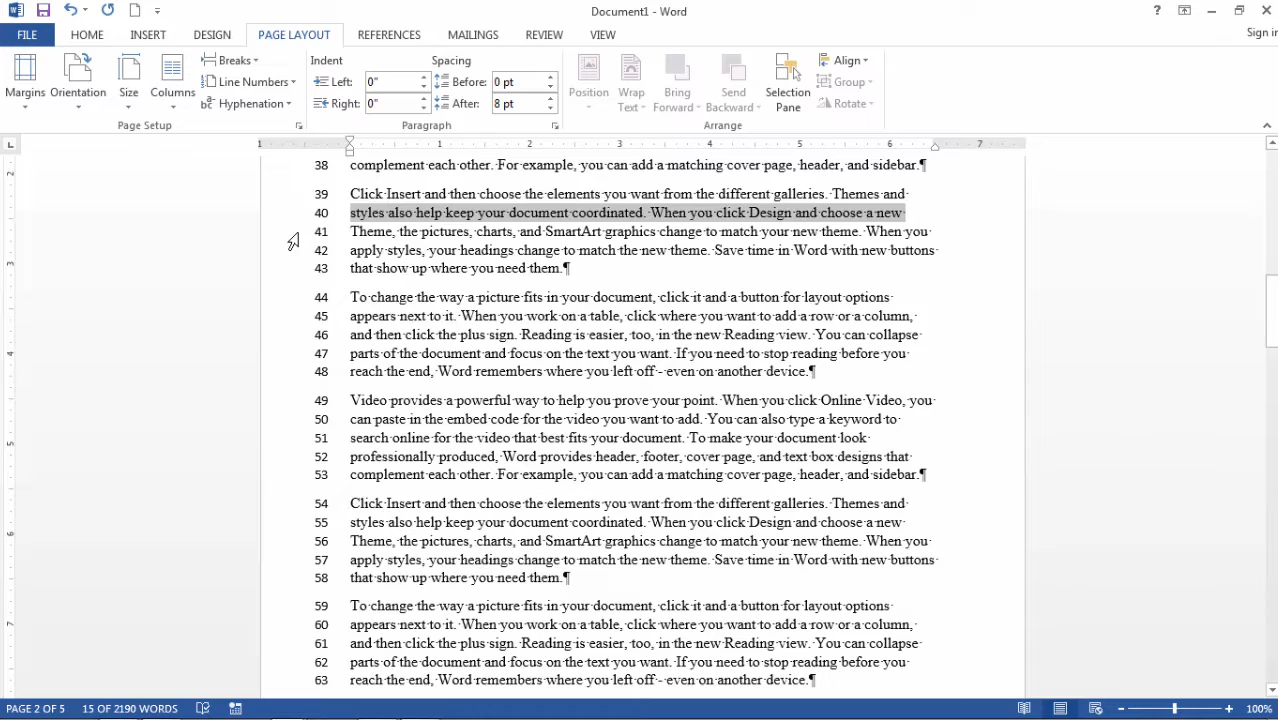 Document1 - Word
?
FILE HOME INSERT DESIGN PAGE LAYOUT REFERENCES MAILINGS REVIEW VIEW Sign in
Margins Orientation Size Columns
Breaks
Line Numbers
Hyphenation
Page Setup
Indent
Left: 0"
Right: 0"
Spacing
Before: 0 pt
After: 8 pt
Paragraph
Position Wrap Text Bring Forward Send Backward Selection Pane
Align
Group
Rotate
Arrange
L
1 1 2 3 4 5 6 7
2
3
4
5
6
7
38 complement each other. For example, you can add a matching cover page, header, and sidebar.¶
39 Click Insert and then choose the elements you want from the different galleries. Themes and
40 styles also help keep your document coordinated. When you click Design and choose a new
41 Theme, the pictures, charts, and SmartArt graphics change to match your new theme. When you
42 apply styles, your headings change to match the new theme. Save time in Word with new buttons
43 that show up where you need them.¶
44 To change the way a picture fits in your document, click it and a button for layout options
45 appears next to it. When you work on a table, click where you want to add a row or a column,
46 and then click the plus sign. Reading is easier, too, in the new Reading view. You can collapse
47 parts of the document and focus on the text you want. If you need to stop reading before you
48 reach the end, Word remembers where you left off - even on another device.¶
49 Video provides a powerful way to help you prove your point. When you click Online Video, you
50 can paste in the embed code for the video you want to add. You can also type a keyword to
51 search online for the video that best fits your document. To make your document look
52 professionally produced, Word provides header, footer, cover page, and text box designs that
53 complement each other. For example, you can add a matching cover page, header, and sidebar.¶
54 Click Insert and then choose the elements you want from the different galleries. Themes and
55 styles also help keep your document coordinated. When you click Design and choose a new
56 Theme, the pictures, charts, and SmartArt graphics change to match your new theme. When you
57 apply styles, your headings change to match the new theme. Save time in Word with new buttons
58 that show up where you need them.¶
59 To change the way a picture fits in your document, click it and a button for layout options
60 appears next to it. When you work on a table, click where you want to add a row or a column,
61 and then click the plus sign. Reading is easier, too, in the new Reading view. You can collapse
62 parts of the document and focus on the text you want. If you need to stop reading before you
63 reach the end, Word remembers where you left off - even on another device.¶
PAGE 2 OF 5 15 OF 2190 WORDS 100%